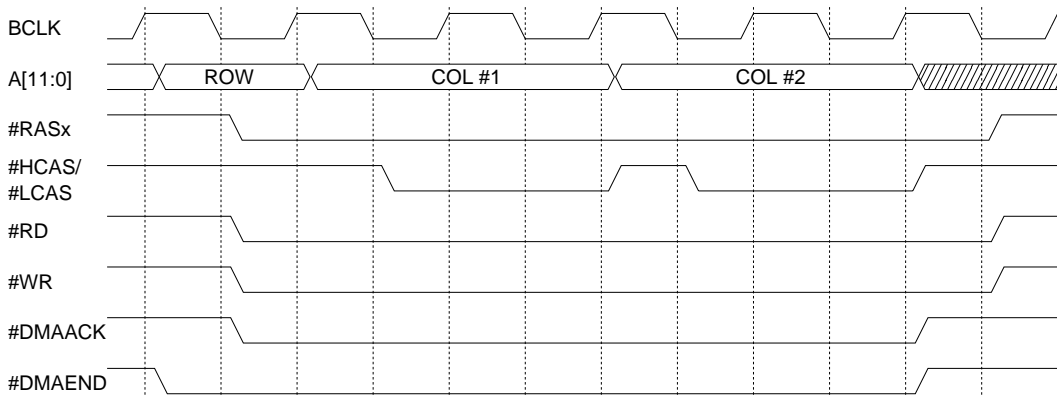 BCLK
A[11:0]
ROW
COL #1
COL #2
#RASx
#HCAS/
#LCAS
#RD
#WR
#DMAACK
#DMAEND